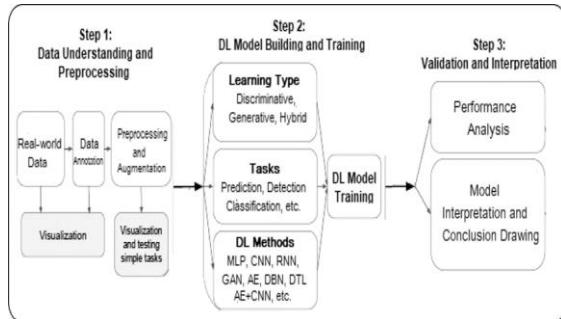 Step 1:
Data Understanding and
Preprocessing
Real-world
Data
Data
Annotation
Preprocessing
and
Augmentation
Visualization
Visualization
and testing
simple tasks
Step 2:
DL Model Building and Training
Learning Type
Discriminative,
Generative, Hybrid
Tasks
Prediction, Detection
Classification, etc.
DL Methods
MLP, CNN, RNN,
GAN, AE, DBN, DTL
AE+CNN, etc.
DL Model
Training
Step 3:
Validation and Interpretation
Performance
Analysis
Model
Interpretation and
Conclusion Drawing